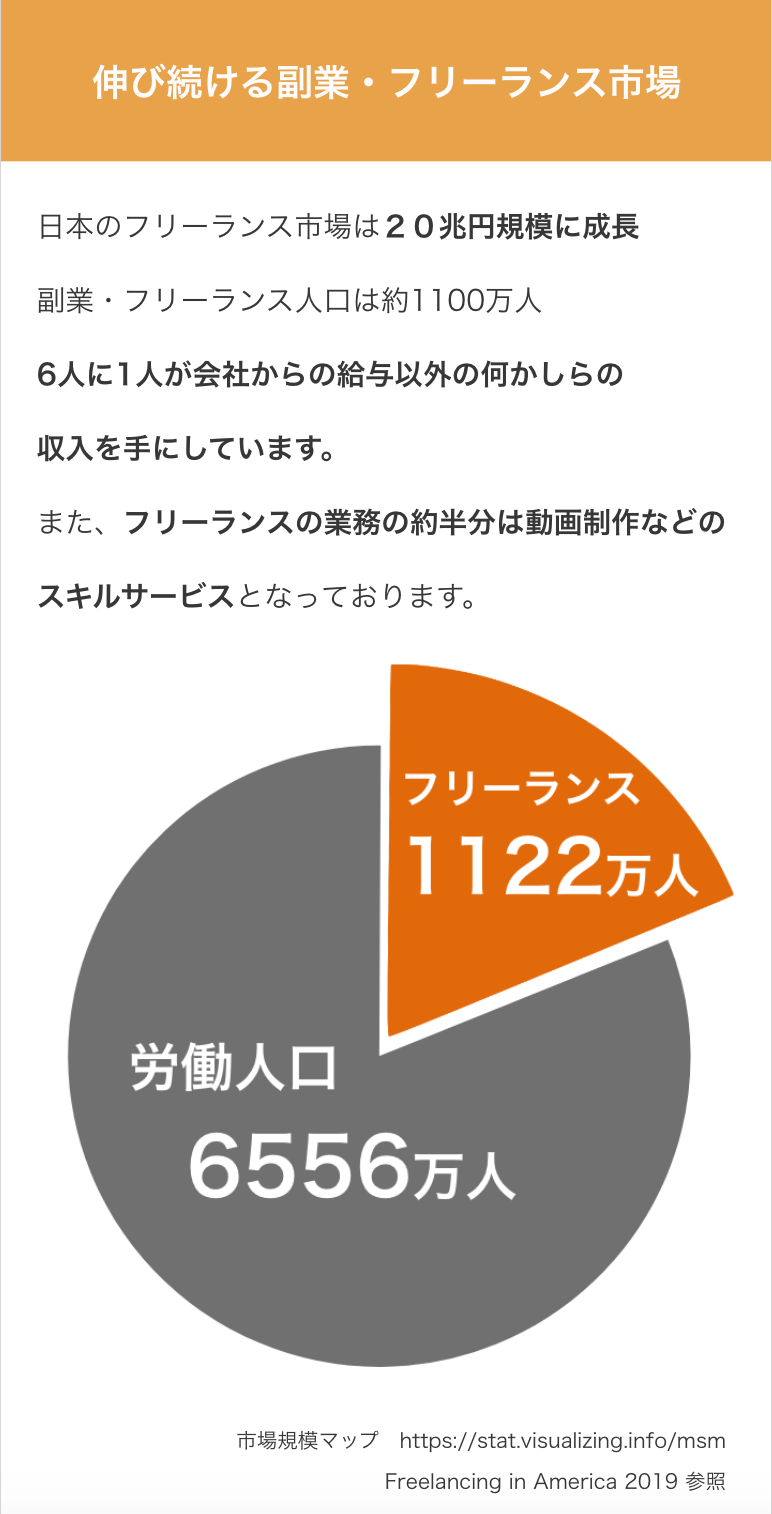 伸び続ける副業・フリーランス市場
日本のフリーランス市場は２０兆円規模に成長
副業・フリーランス人口は約1100万人
6人に1人が会社からの給与以外の何かしらの
収入を手にしています。
また、フリーランスの業務の約半分は動画制作などの
スキルサービスとなっております。
フリーランス
1122万人
労働人口
6556万人
市場規模マップ　https://stat.visualizing.info/msm
Freelancing in America 2019 参照